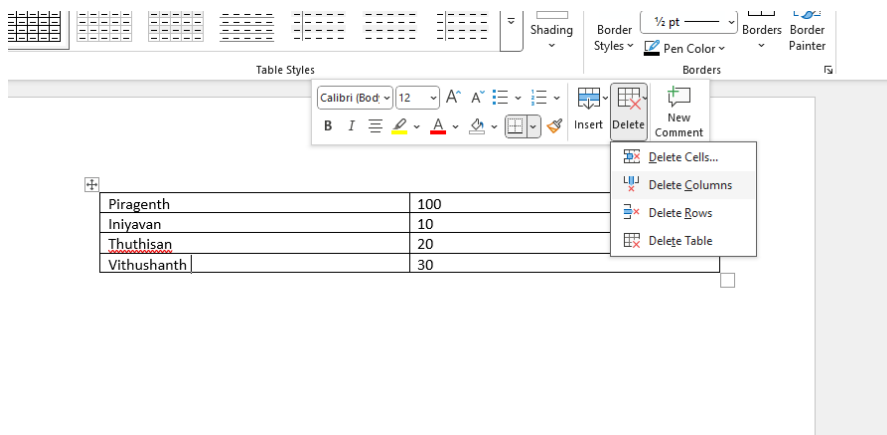 Shading
Border
Styles
½ pt
Pen Color
Borders
Border
Painter
Table Styles
Borders
Calibri (Bod
12
A A
B I A
Insert
Delete
New
Comment
Delete Cells...
Delete Columns
Delete Rows
Delete Table
Piragenth 100
Iniyavan 10
Thuthisan 20
Vithushanth 30